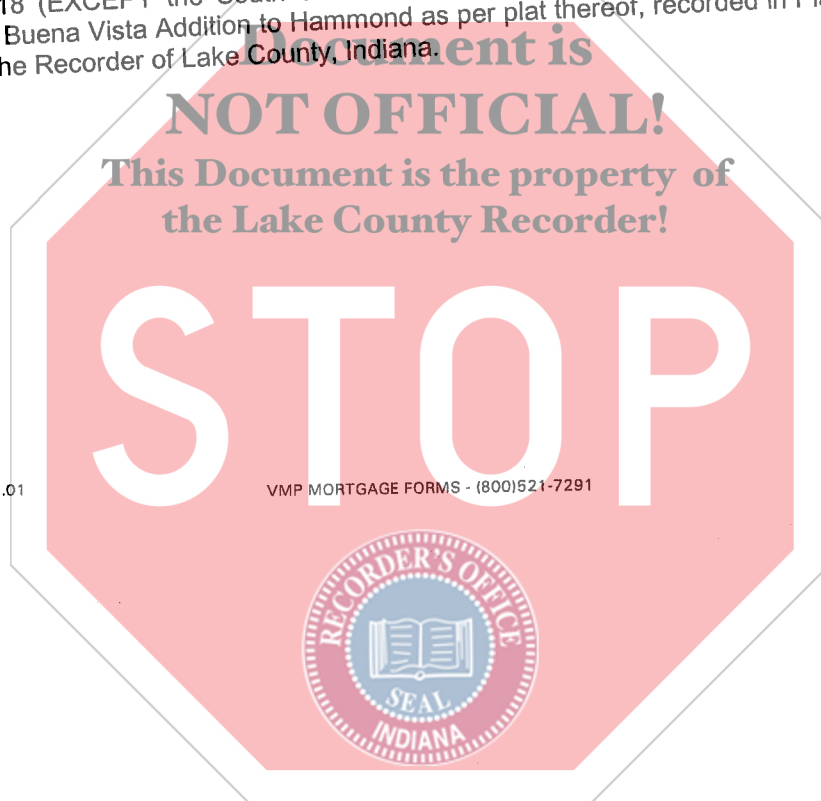 18 (EXCEPT the South
Buena Vista Addition to Hammond as per plat thereof, recorded in
he Recorder of Lake County, Indiana.
Document is
NOT OFFICIAL!
This Document is the property of
the Lake County Recorder!
STOP
.01
VMP MORTGAGE FORMS - (800)521-7291
RECORDER'S OFFICE
SEAL
INDIANA